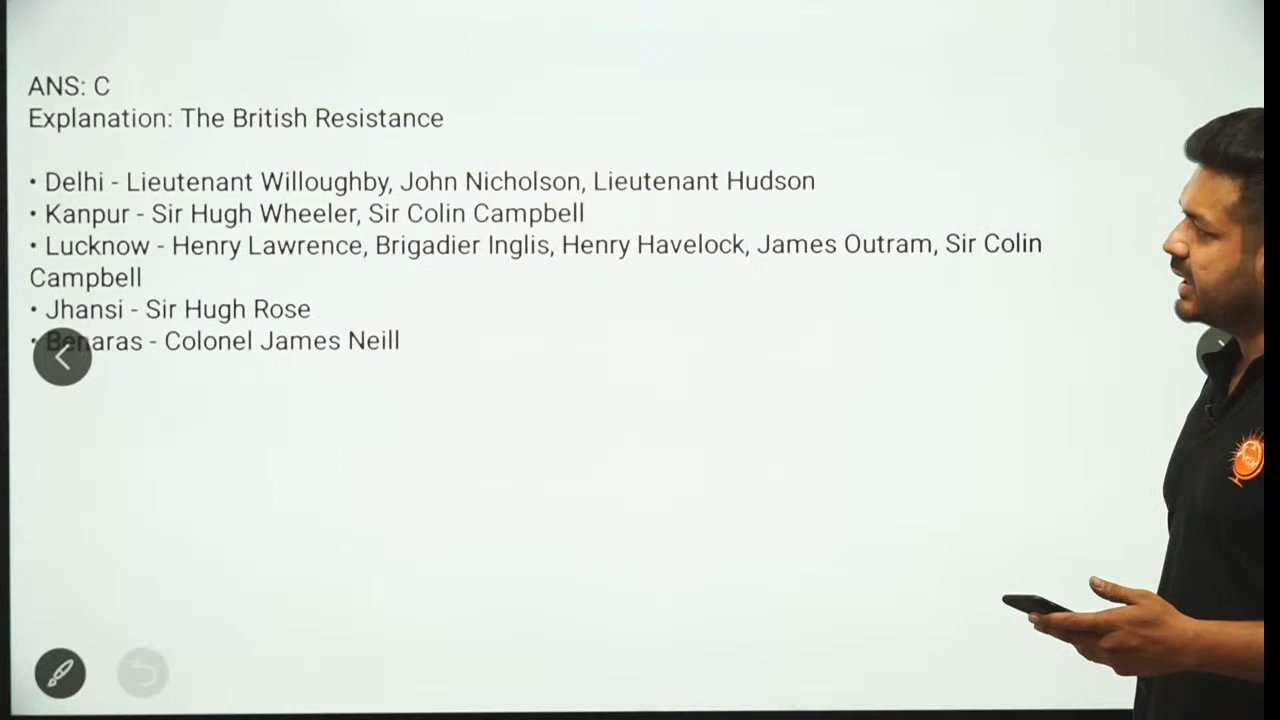 ANS: C
Explanation: The British Resistance
• Delhi - Lieutenant Willoughby, John Nicholson, Lieutenant Hudson
• Kanpur - Sir Hugh Wheeler, Sir Colin Campbell
• Lucknow - Henry Lawrence, Brigadier Inglis, Henry Havelock, James Outram, Sir Colin
Campbell
• Jhansi - Sir Hugh Rose
• Benaras - Colonel James Neill